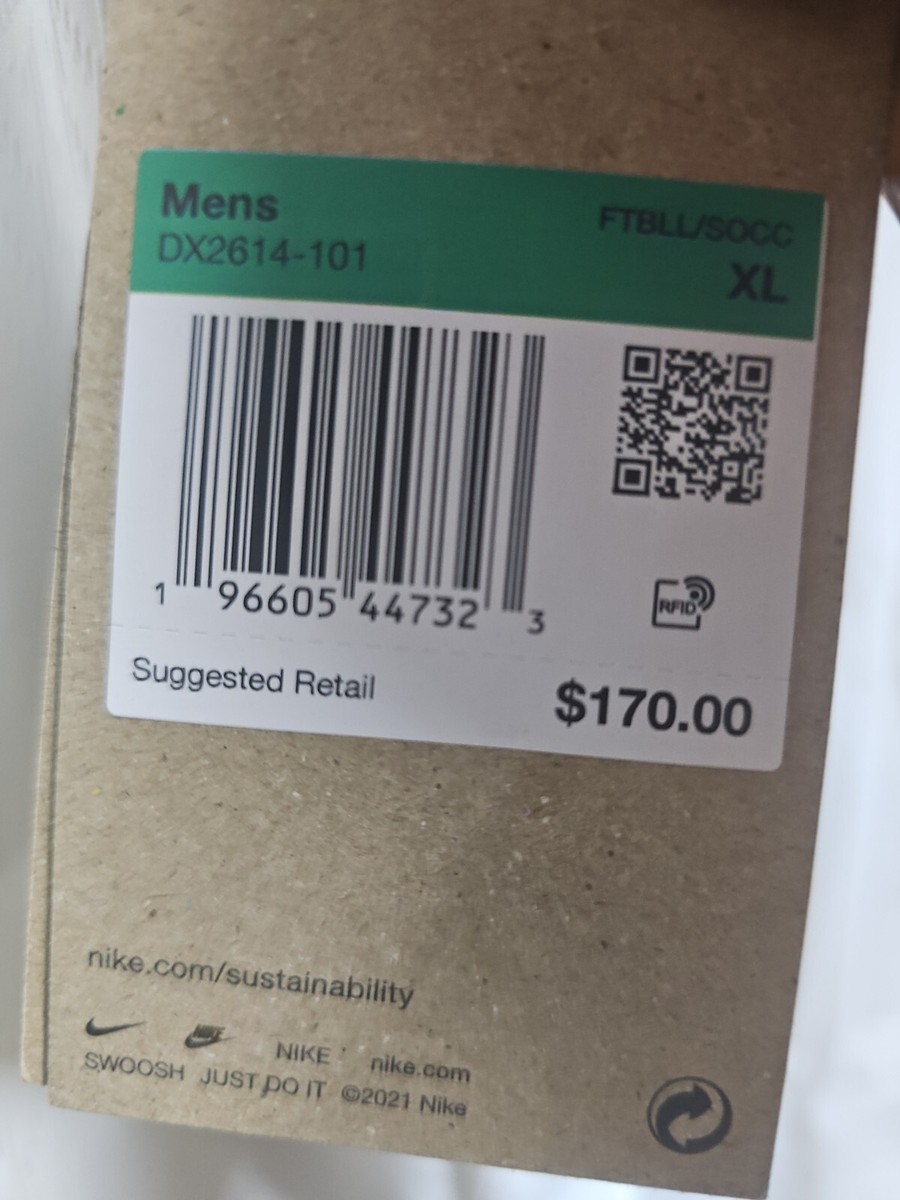 Mens
FTBLL/SOCC
DX2614-101
XL
1 96605 44732 3
RFID
Suggested Retail
$170.00
nike.com/sustainability
NIKE nike.com
SWOOSH JUST DO IT ©2021 Nike